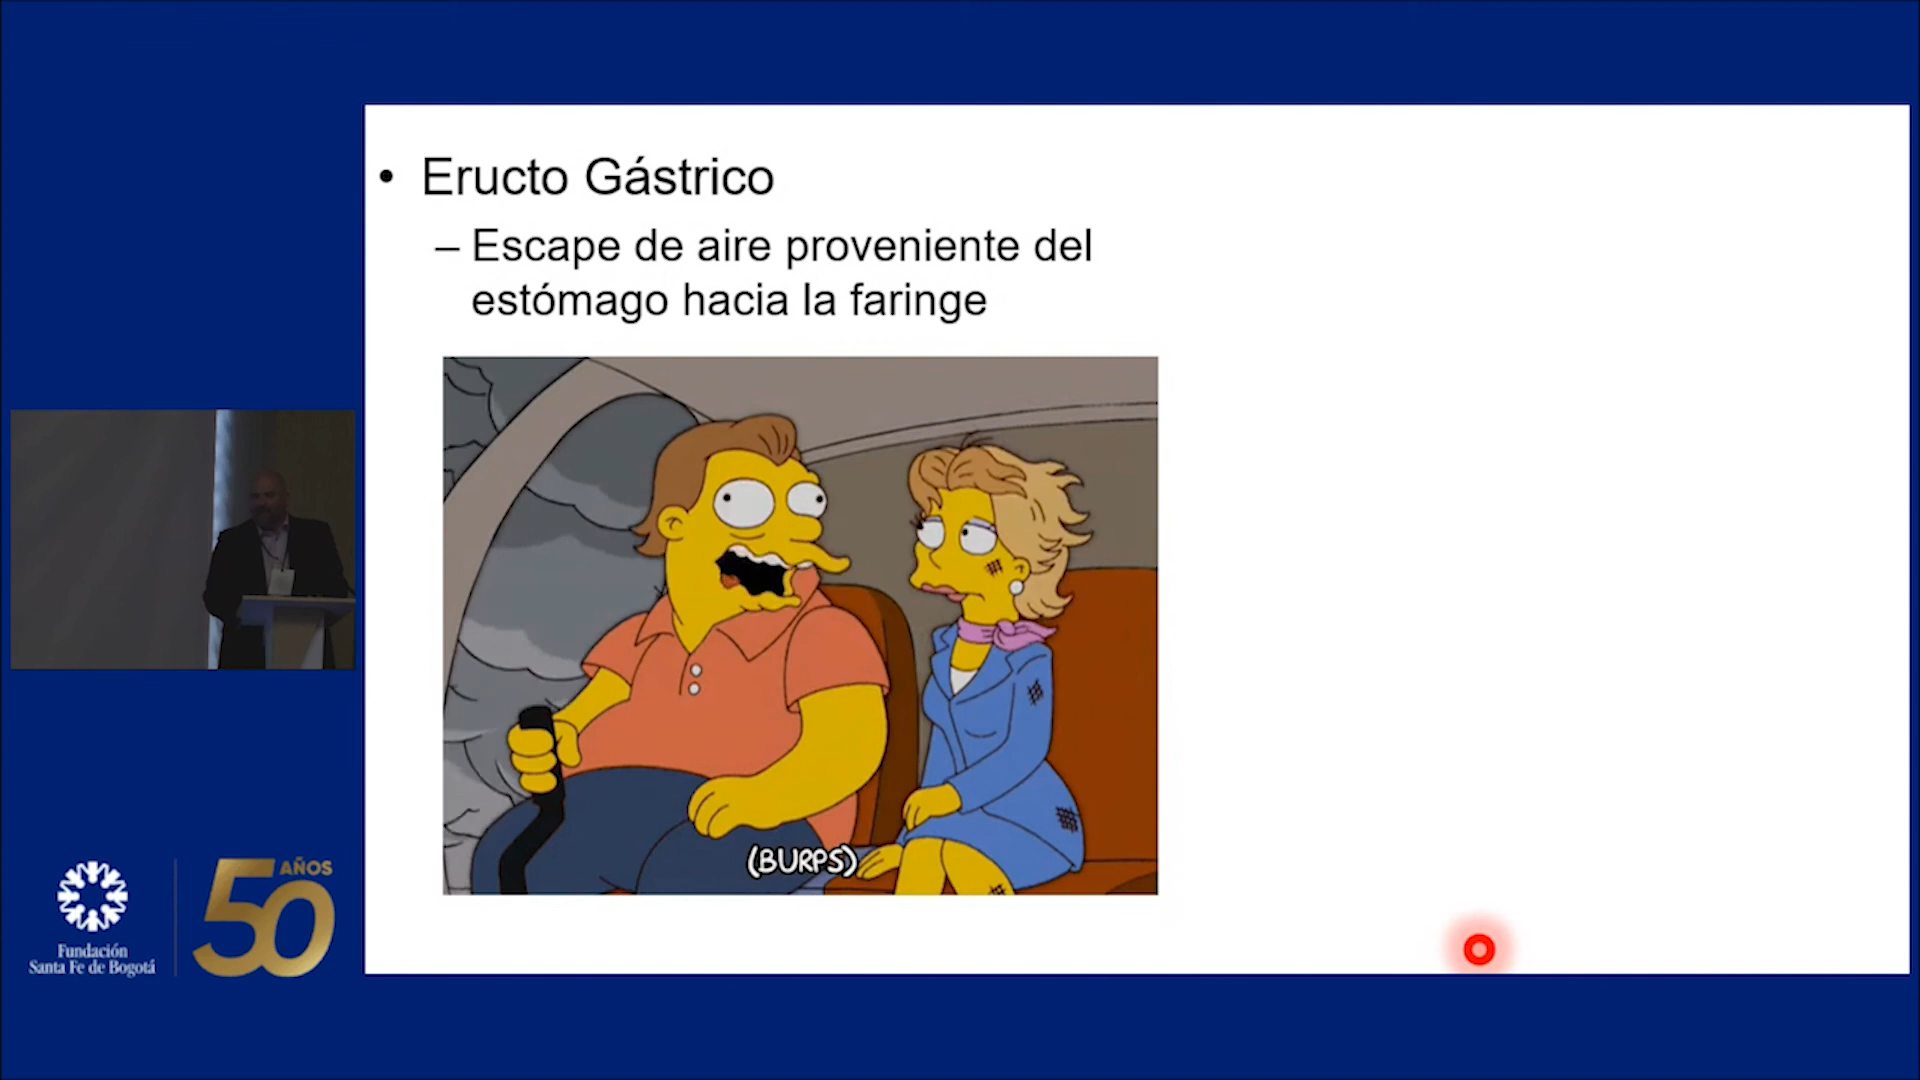 • Eructo Gástrico
– Escape de aire proveniente del
estómago hacia la faringe
(BURPS)
Fundación
Santa Fe de Bogotá
50 AÑOS